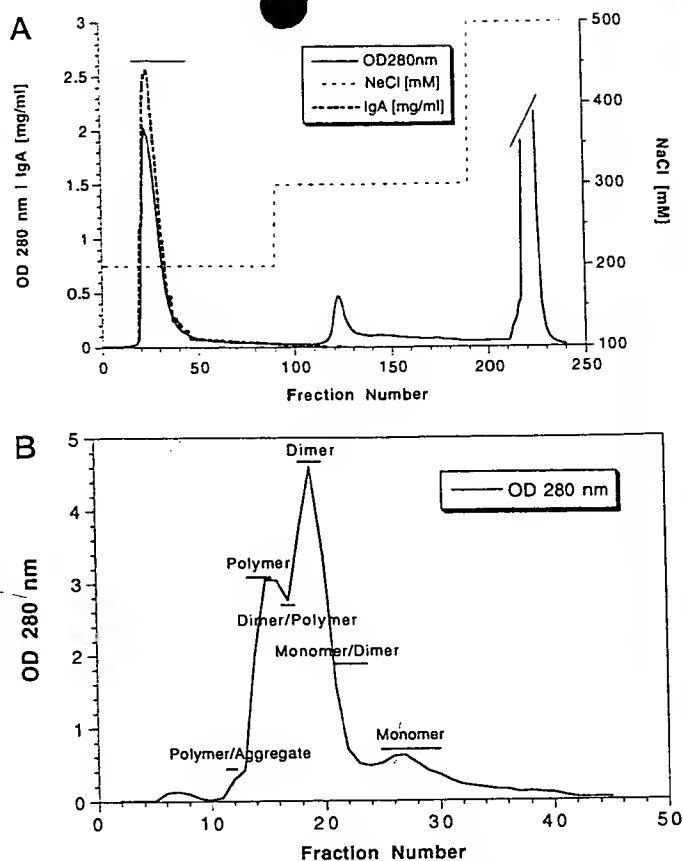 A
OD 280 nm I IgA [mg/ml]
3
2.5
2
1.5
1
0.5
0
OD280nm
NeCl [mM]
IgA [mg/ml]
500
400
300
200
100
NaCl [mM]
0
50
100
150
200
250
Frection Number
B
OD 280 nm
5
4
3
2
1
0
Dimer
OD 280 nm
Polymer
Dimer/Polymer
Monomer/Dimer
Monomer
Polymer/Aggregate
0
10
20
30
40
50
Fraction Number